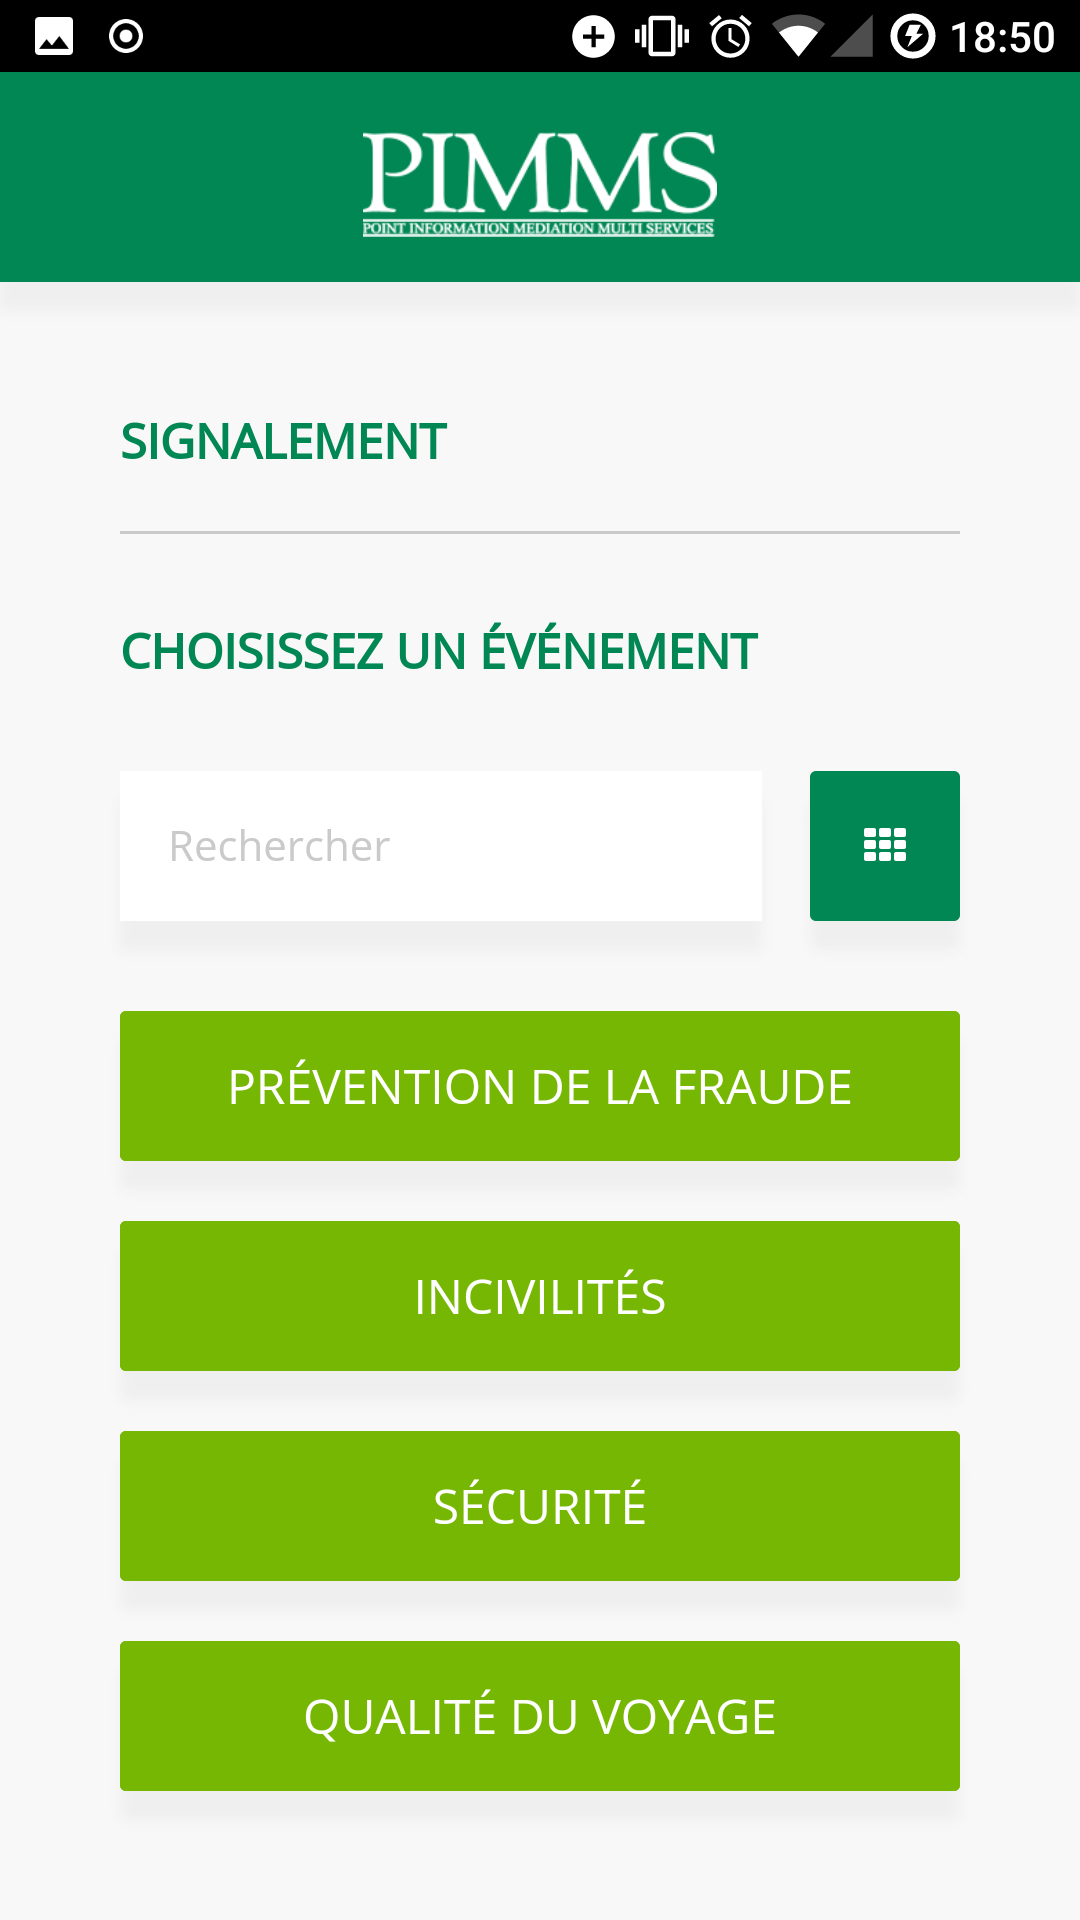 18:50
PIMMS
POINT INFORMATION MEDIATION MULTI SERVICES
SIGNALEMENT
CHOISISSEZ UN ÉVÉNEMENT
Rechercher
PRÉVENTION DE LA FRAUDE
INCIVILITÉS
SÉCURITÉ
QUALITÉ DU VOYAGE